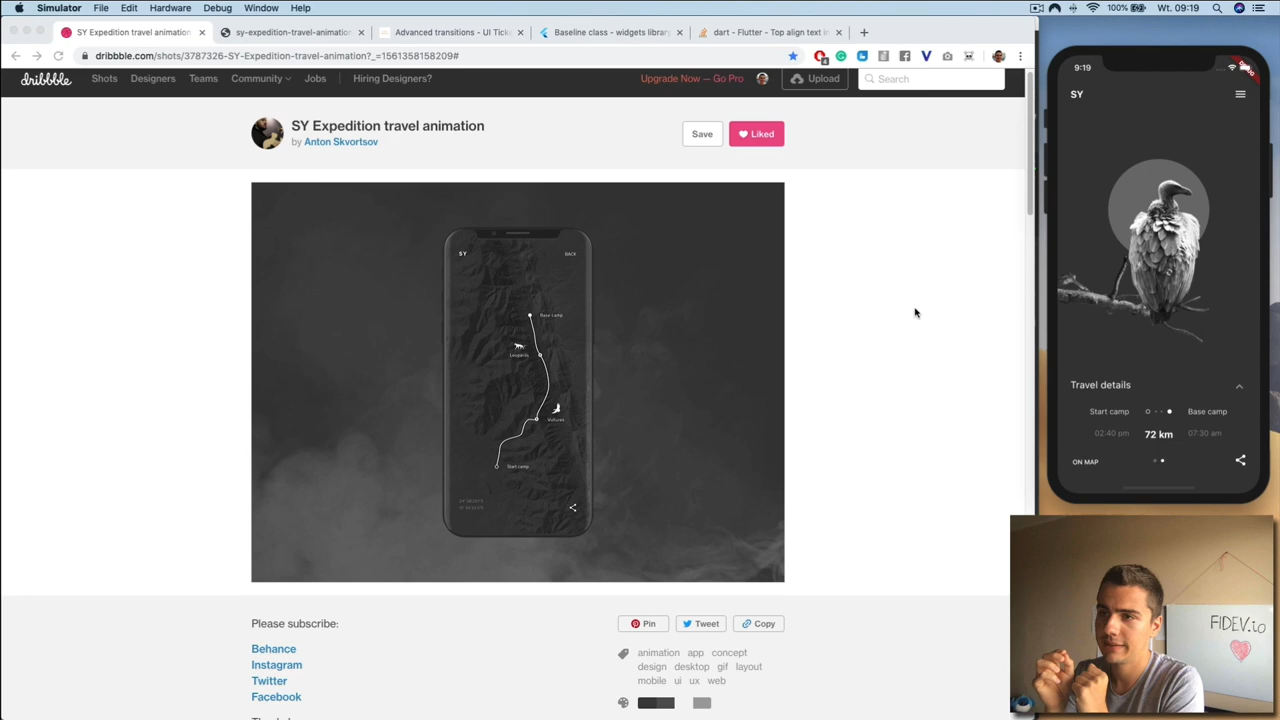 Simulator File Edit Hardware Debug Window Help 100% Wt. 09:19
SY Expedition travel animation
sy-expedition-travel-animation
Advanced transitions - UI Ticke
Baseline class - widgets library
dart - Flutter - Top align text in
dribbble.com/shots/3787326-SY-Expedition-travel-animation?_=1561358158209#
dribbble Shots Designers Teams Community Jobs Hiring Designers? Upgrade Now — Go Pro Upload Search
SY Expedition travel animation
by Anton Skvortsov
Save Liked
SY BACK
Base camp
Leopards
Vultures
Start camp
Please subscribe:
Behance
Instagram
Twitter
Facebook
Pin Tweet Copy
animation app concept
design desktop gif layout
mobile ui ux web
9:19
SY
Travel details
Start camp Base camp
02:40 pm 72 km 07:30 am
ON MAP
FIDEV.io